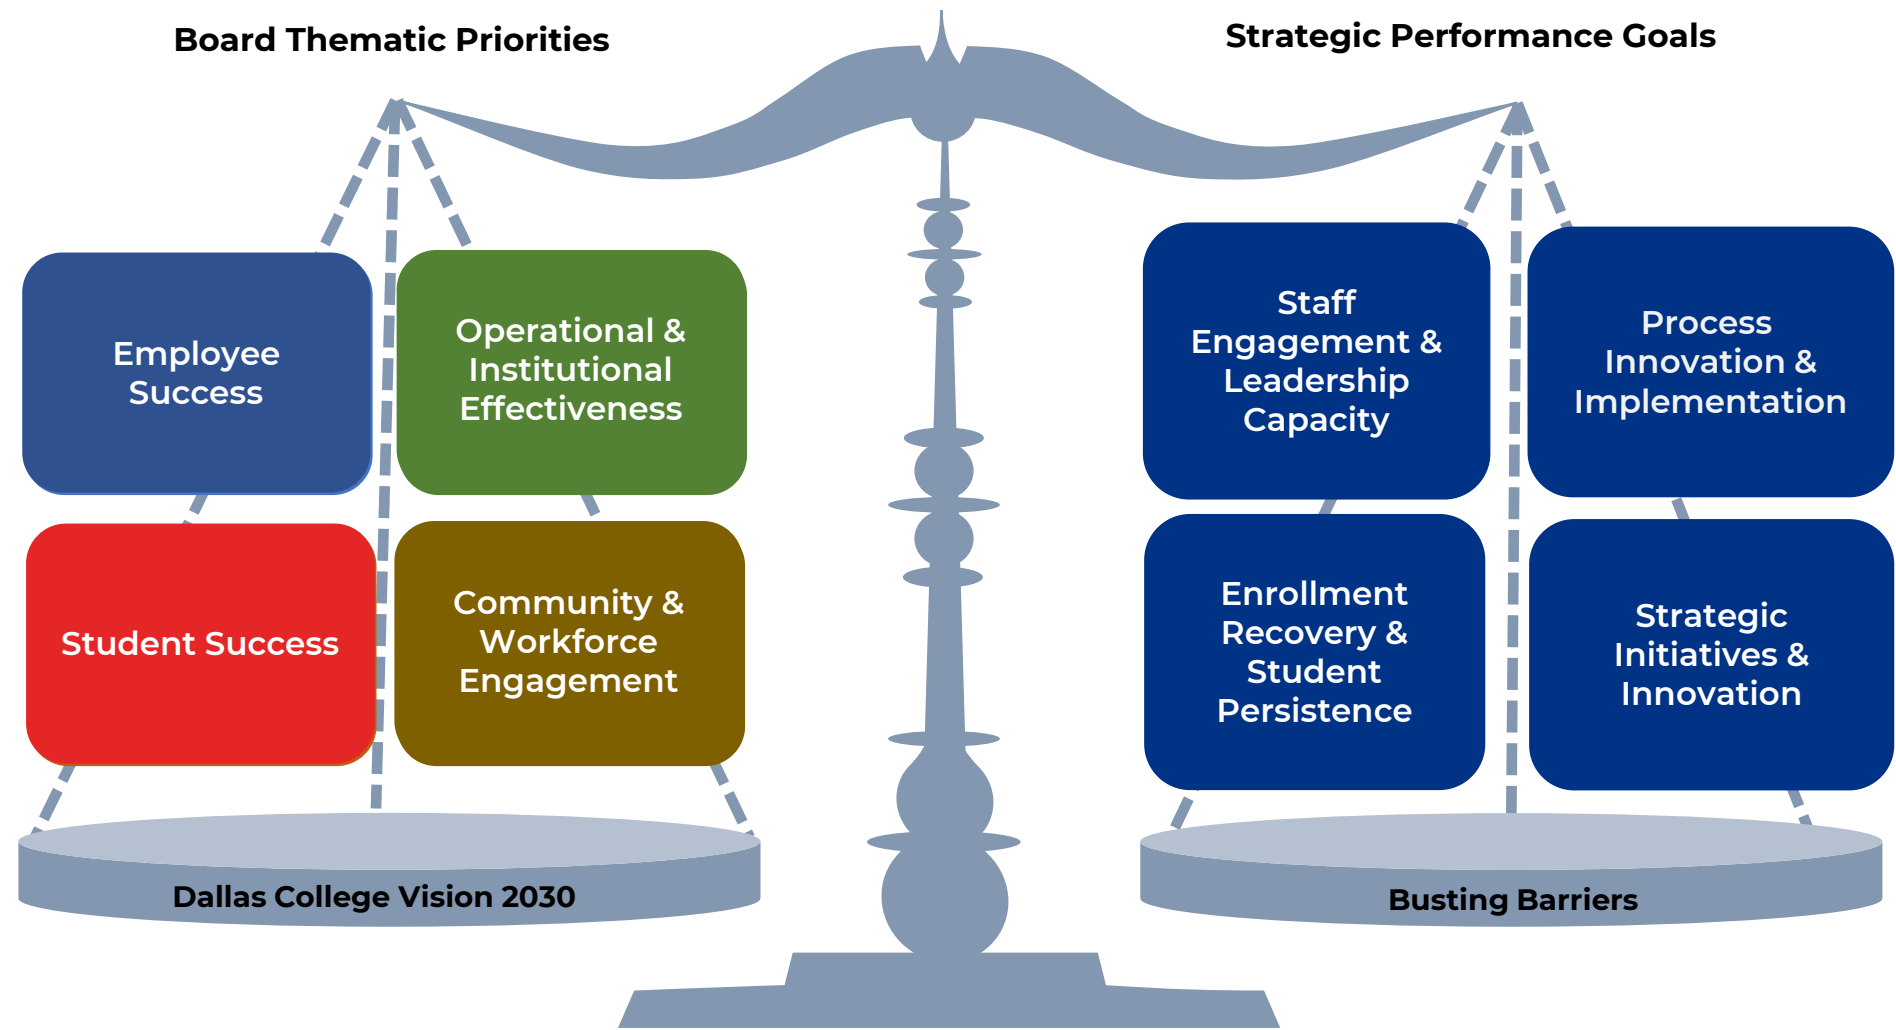 Board Thematic Priorities
Employee
Success
Operational &
Institutional
Effectiveness
Student Success
Community &
Workforce
Engagement
Dallas College Vision 2030
Strategic Performance Goals
Staff
Engagement &
Leadership
Capacity
Process
Innovation &
Implementation
Enrollment
Recovery &
Student
Persistence
Strategic
Initiatives &
Innovation
Busting Barriers